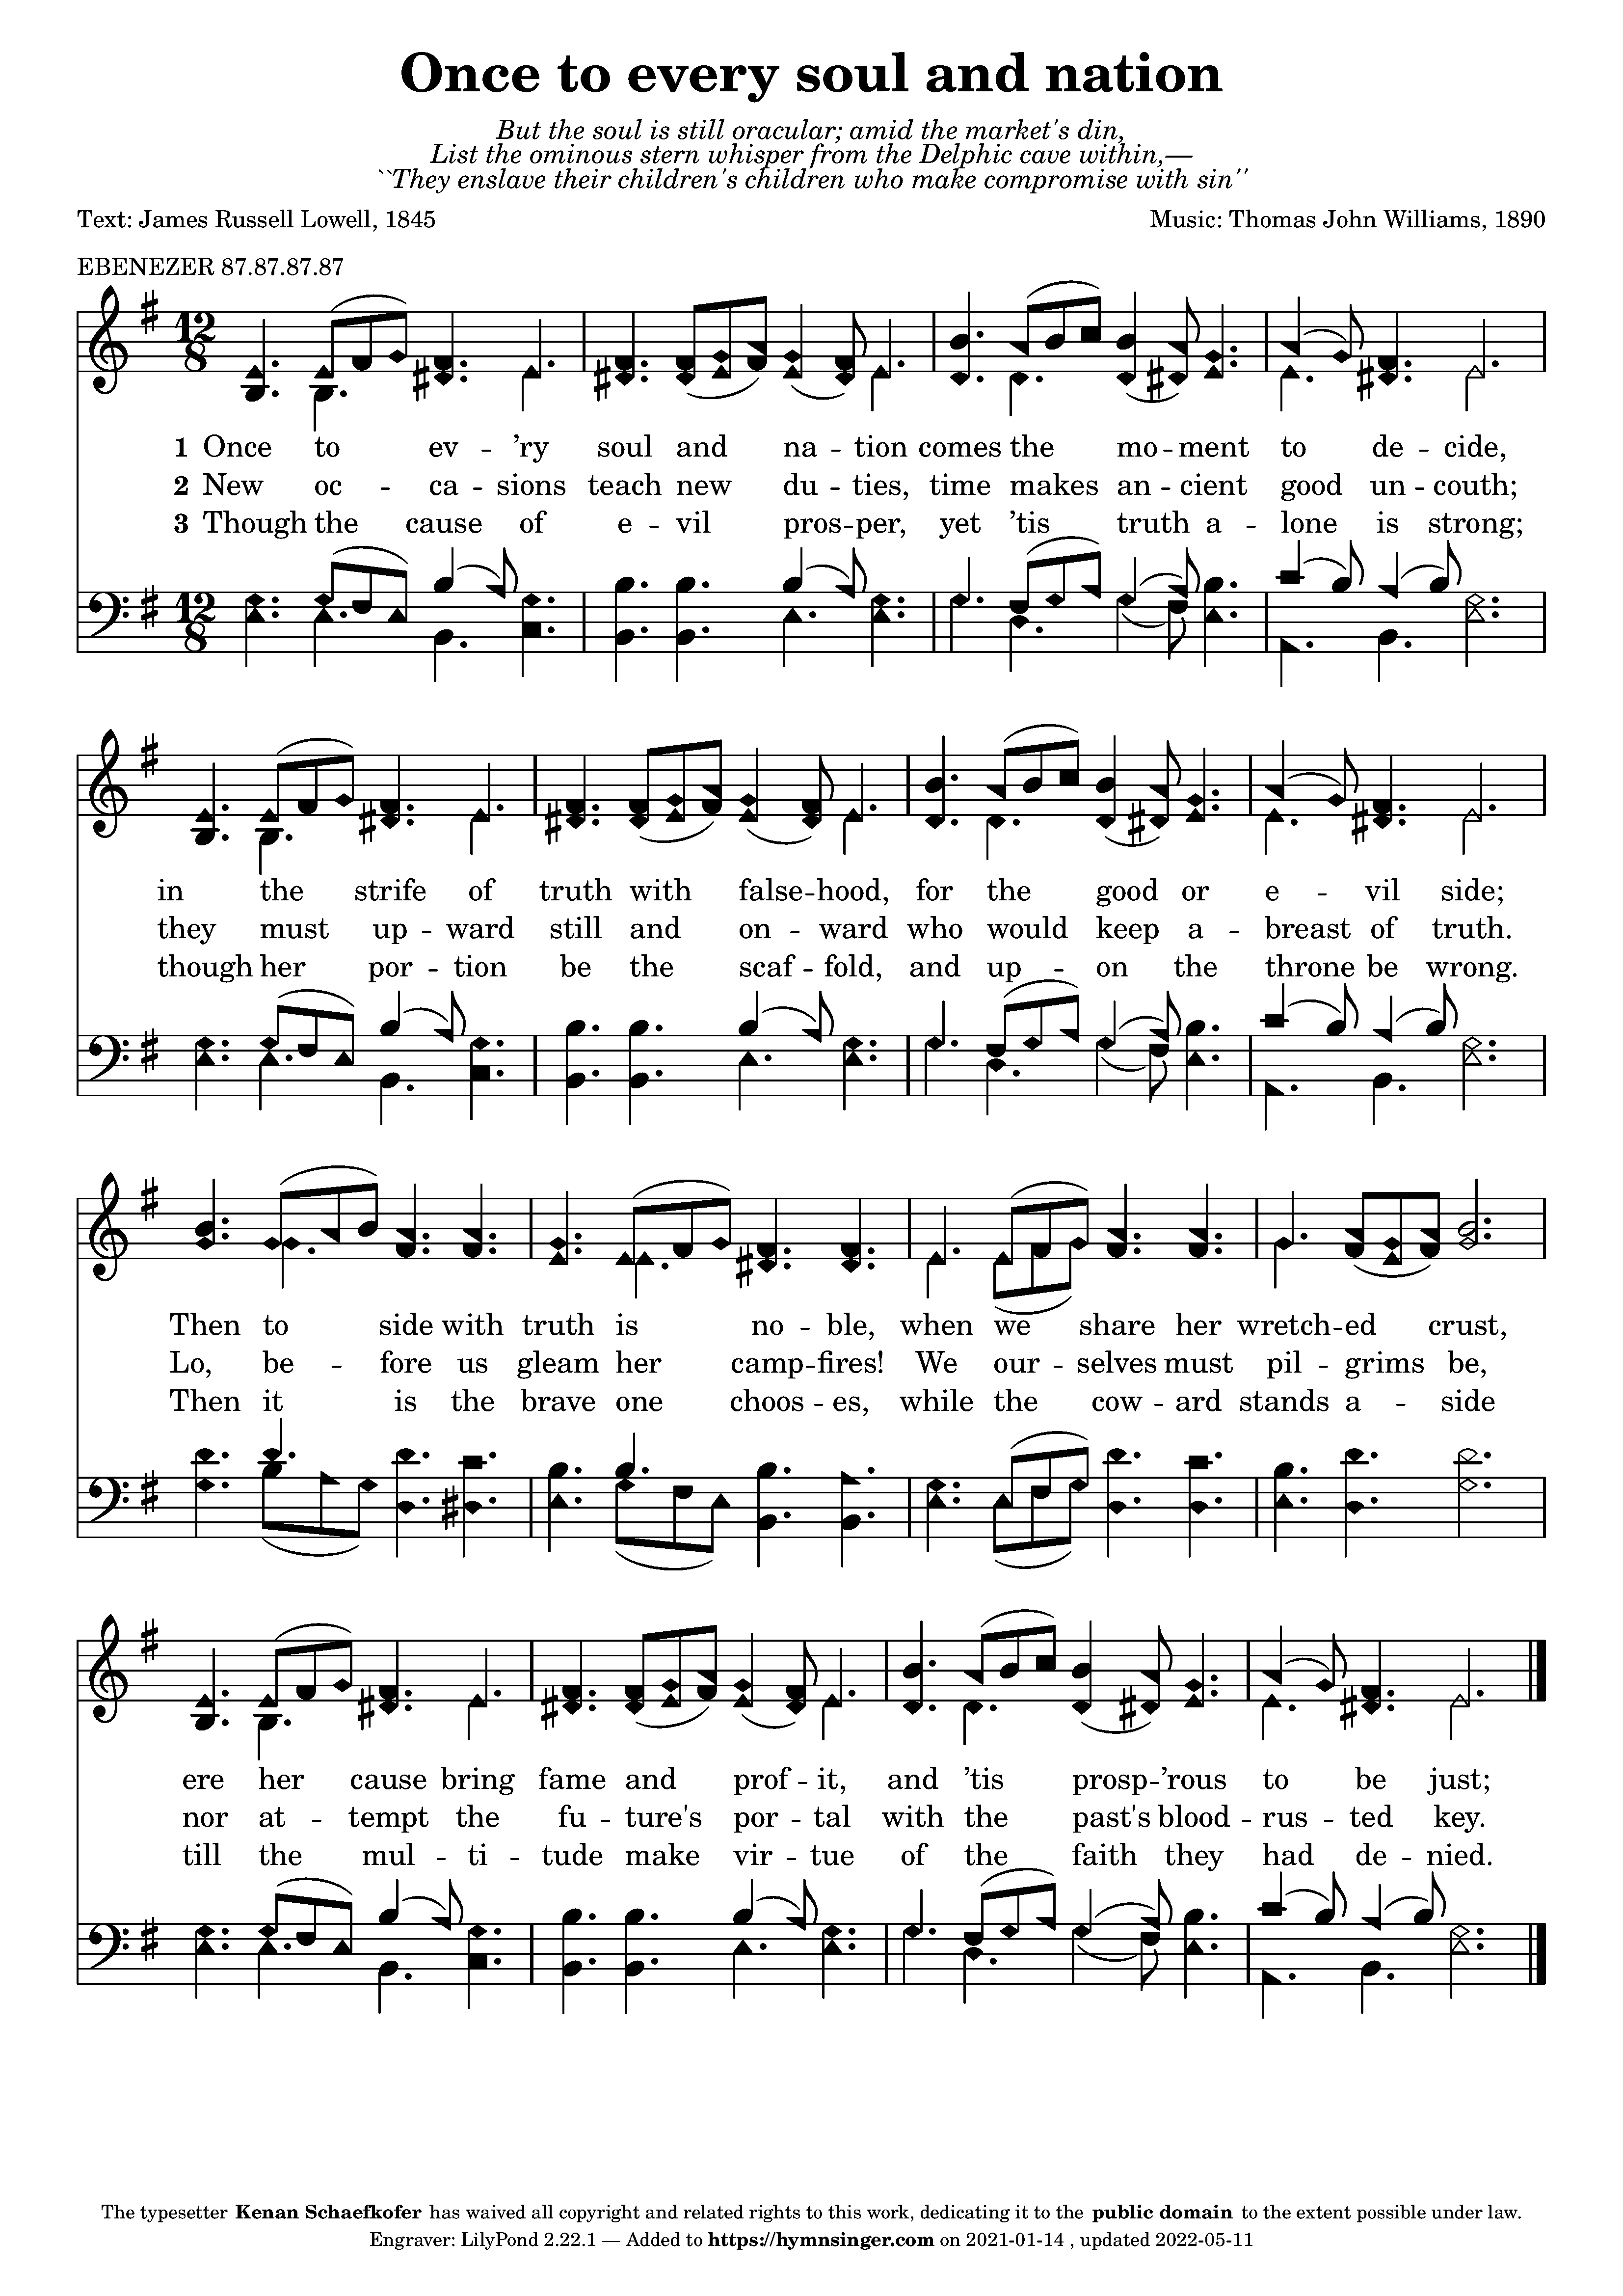 Once to every soul and nation
But the soul is still oracular; amid the market's din,
List the ominous stern whisper from the Delphic cave within,—
``They enslave their children's children who make compromise with sin''
Text: James Russell Lowell, 1845
Music: Thomas John Williams, 1890
EBENEZER 87.87.87.87
12
8
1 Once to ev -- ’ry soul and na -- tion comes the mo -- ment to de -- cide,
2 New oc -- ca -- sions teach new du -- ties, time makes an -- cient good un -- couth;
3 Though the cause of e -- vil pros -- per, yet ’tis truth a -- lone is strong;
12
8
in the strife of truth with false -- hood, for the good or e -- vil side;
they must up -- ward still and on -- ward who would keep a -- breast of truth.
though her por -- tion be the scaf -- fold, and up -- on the throne be wrong.
Then to side with truth is no -- ble, when we share her wretch -- ed crust,
Lo, be -- fore us gleam her camp -- fires! We our -- selves must pil -- grims be,
Then it is the brave one choos -- es, while the cow -- ard stands a -- side
ere her cause bring fame and prof -- it, and ’tis prosp -- ’rous to be just;
nor at -- tempt the fu -- ture's por -- tal with the past's blood -- rus -- ted key.
till the mul -- ti -- tude make vir -- tue of the faith they had de -- nied.
The typesetter Kenan Schaefkofer has waived all copyright and related rights to this work, dedicating it to the public domain to the extent possible under law.
Engraver: LilyPond 2.22.1 — Added to https://hymnsinger.com on 2021-01-14 , updated 2022-05-11